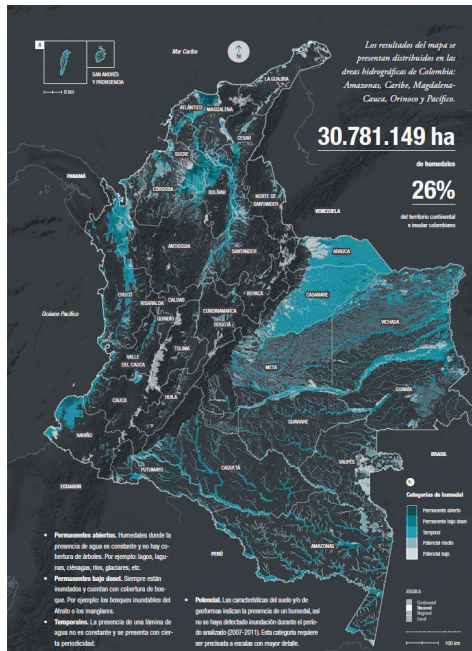 A
SAN ANDRÉS
Y PROVIDENCIA
8 km
Mar Caribe
N
Los resultados del mapa se
presentan distribuidos en las
áreas hidrográficas de Colombia:
Amazonas, Caribe, Magdalena-
Cauca, Orinoco y Pacífico.
30.781.149 ha
de humedales
26%
del territorio continental
e insular colombiano
LA GUAJIRA
ATLÁNTICO
MAGDALENA
CESAR
SUCRE
CÓRDOBA
BOLÍVAR
NORTE DE
SANTANDER
PANAMÁ
VENEZUELA
ANTIOQUIA
SANTANDER
ARAUCA
CHOCÓ
RISARALDA
CALDAS
BOYACÁ
CASANARE
CUNDINAMARCA
BOGOTÁ
VICHADA
Océano Pacífico
QUINDÍO
TOLIMA
VALLE
DEL CAUCA
META
CAUCA
HUILA
GUAINÍA
NARIÑO
GUAVIARE
BRASIL
PUTUMAYO
CAQUETÁ
VAUPÉS
ECUADOR
PERÚ
AMAZONAS
Categorías de humedal
Permanente abierto
Permanente bajo dosel
Temporal
Potencial medio
Potencial bajo
• Permanentes abiertos. Humedales donde la
presencia de agua es constante y no hay co-
bertura de árboles. Por ejemplo: lagos, lagu-
nas, ciénagas, ríos, glaciares, etc.
• Permanentes bajo dosel. Siempre están
inundados y cuentan con cobertura de bos-
que. Por ejemplo: los bosques inundables del
Atrato o los manglares.
• Temporales. La presencia de una lámina de
agua no es constante y se presenta con cier-
ta periodicidad.
• Potencial. Las características del suelo y/o de
geoformas indican la presencia de un humedal, así
no se haya detectado inundación durante el perío-
do analizado (2007-2011). Esta categoría requiere
ser precisada a escalas con mayor detalle.
ESCALA
Continental
Nacional
Regional
Local
100 km